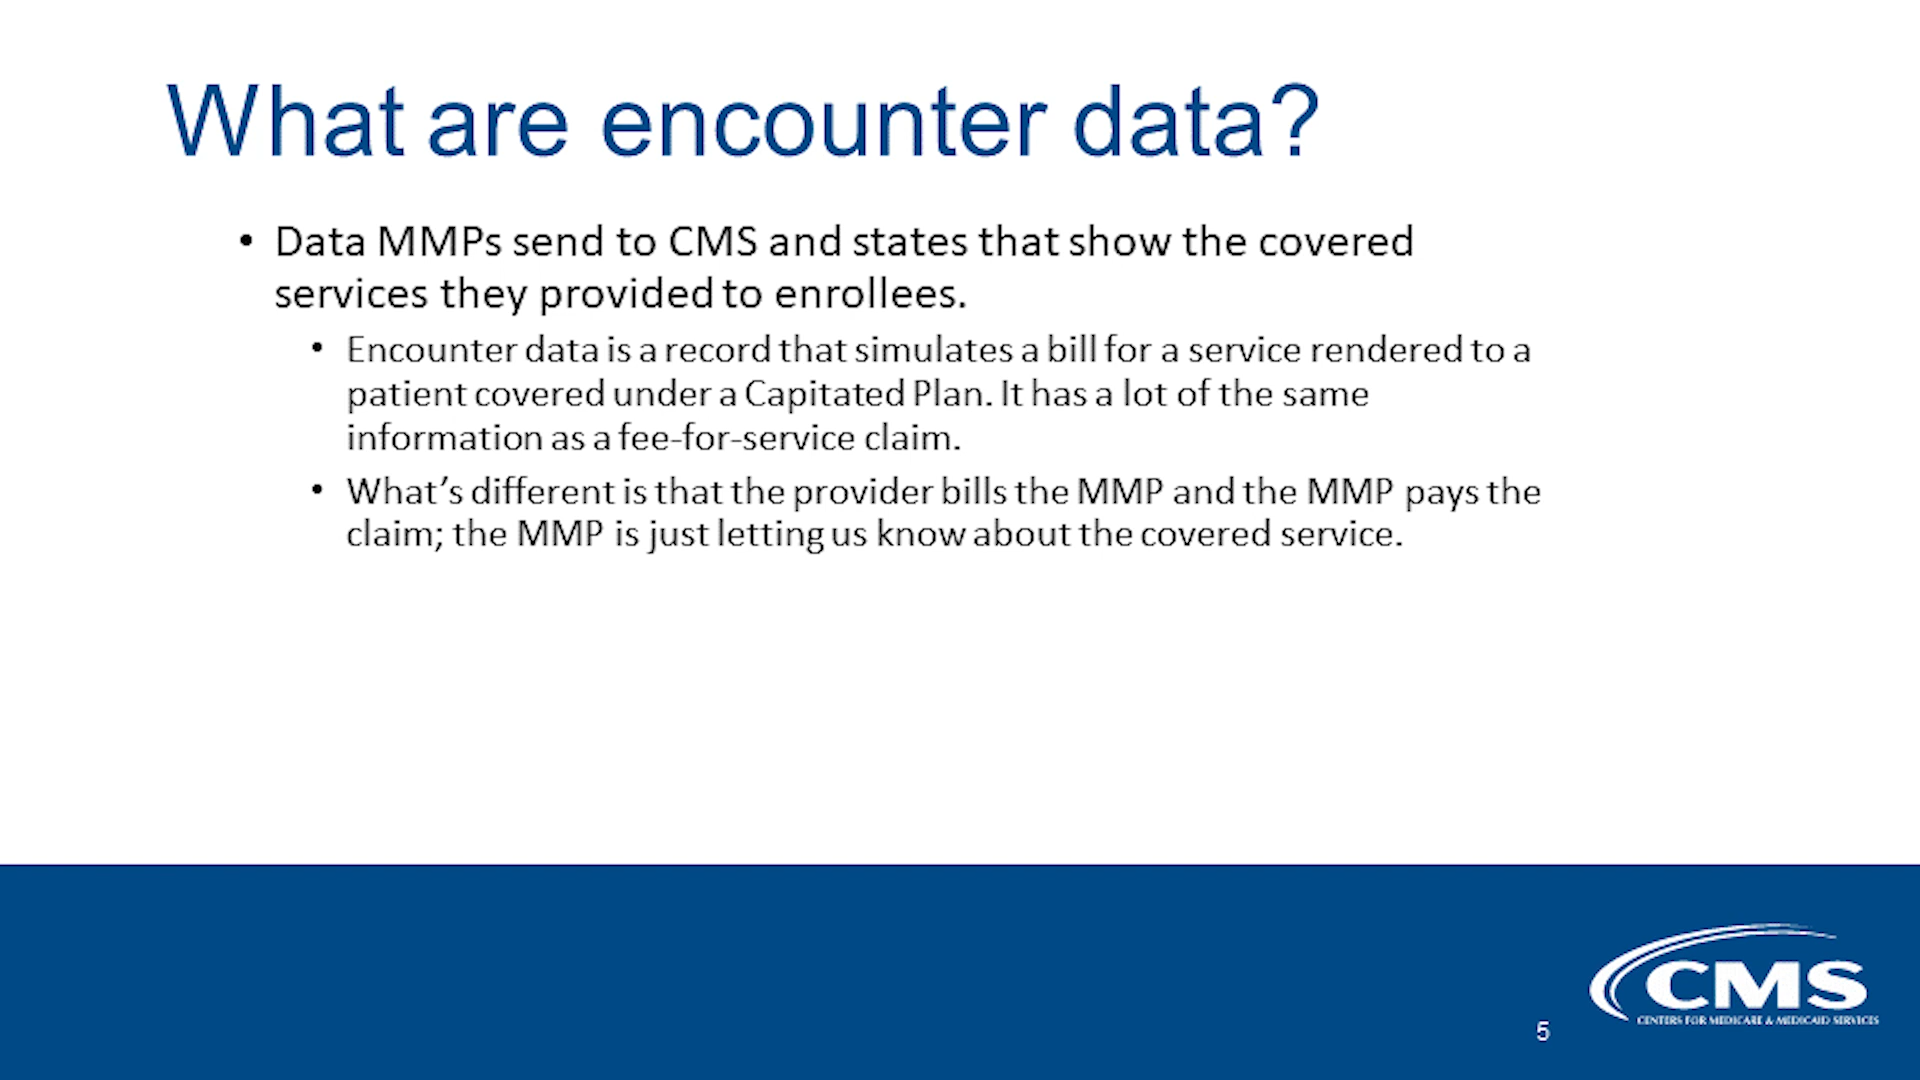 What are encounter data?
• Data MMPs send to CMS and states that show the covered
services they provided to enrollees.
• Encounter data is a record that simulates a bill for a service rendered to a
patient covered under a Capitated Plan. It has a lot of the same
information as a fee-for-service claim.
• What’s different is that the provider bills the MMP and the MMP pays the
claim; the MMP is just letting us know about the covered service.
CMS
CENTERS FOR MEDICARE & MEDICAID SERVICES
5